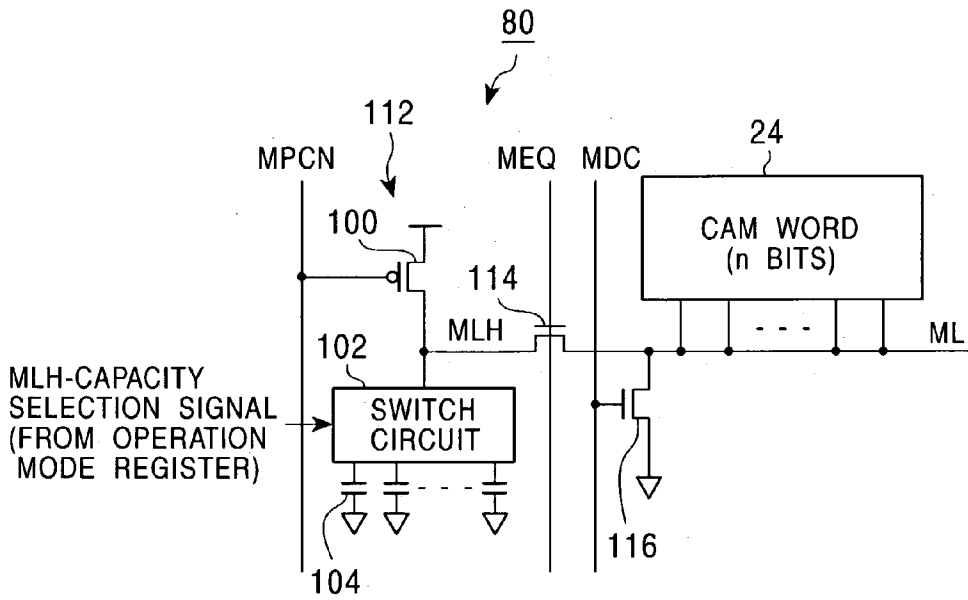 80
112
24
MPCN
MEQ
MDC
100
CAM WORD
(n BITS)
114
MLH
ML
102
MLH-CAPACITY
SELECTION SIGNAL
(FROM OPERATION
MODE REGISTER)
SWITCH
CIRCUIT
104
116